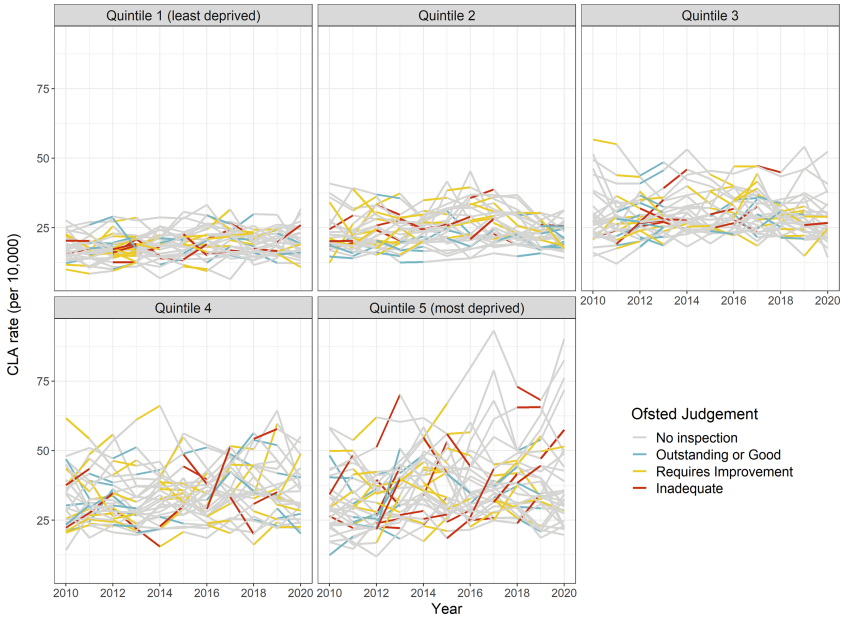 Quintile 1 (least deprived)
Quintile 2
Quintile 3
75
50
25
2010 2012 2014 2016 2018 2020
Quintile 4
Quintile 5 (most deprived)
75
50
25
2010 2012 2014 2016 2018 2020
2010 2012 2014 2016 2018 2020
CLA rate (per 10,000)
Year
Ofsted Judgement
No inspection
Outstanding or Good
Requires Improvement
Inadequate